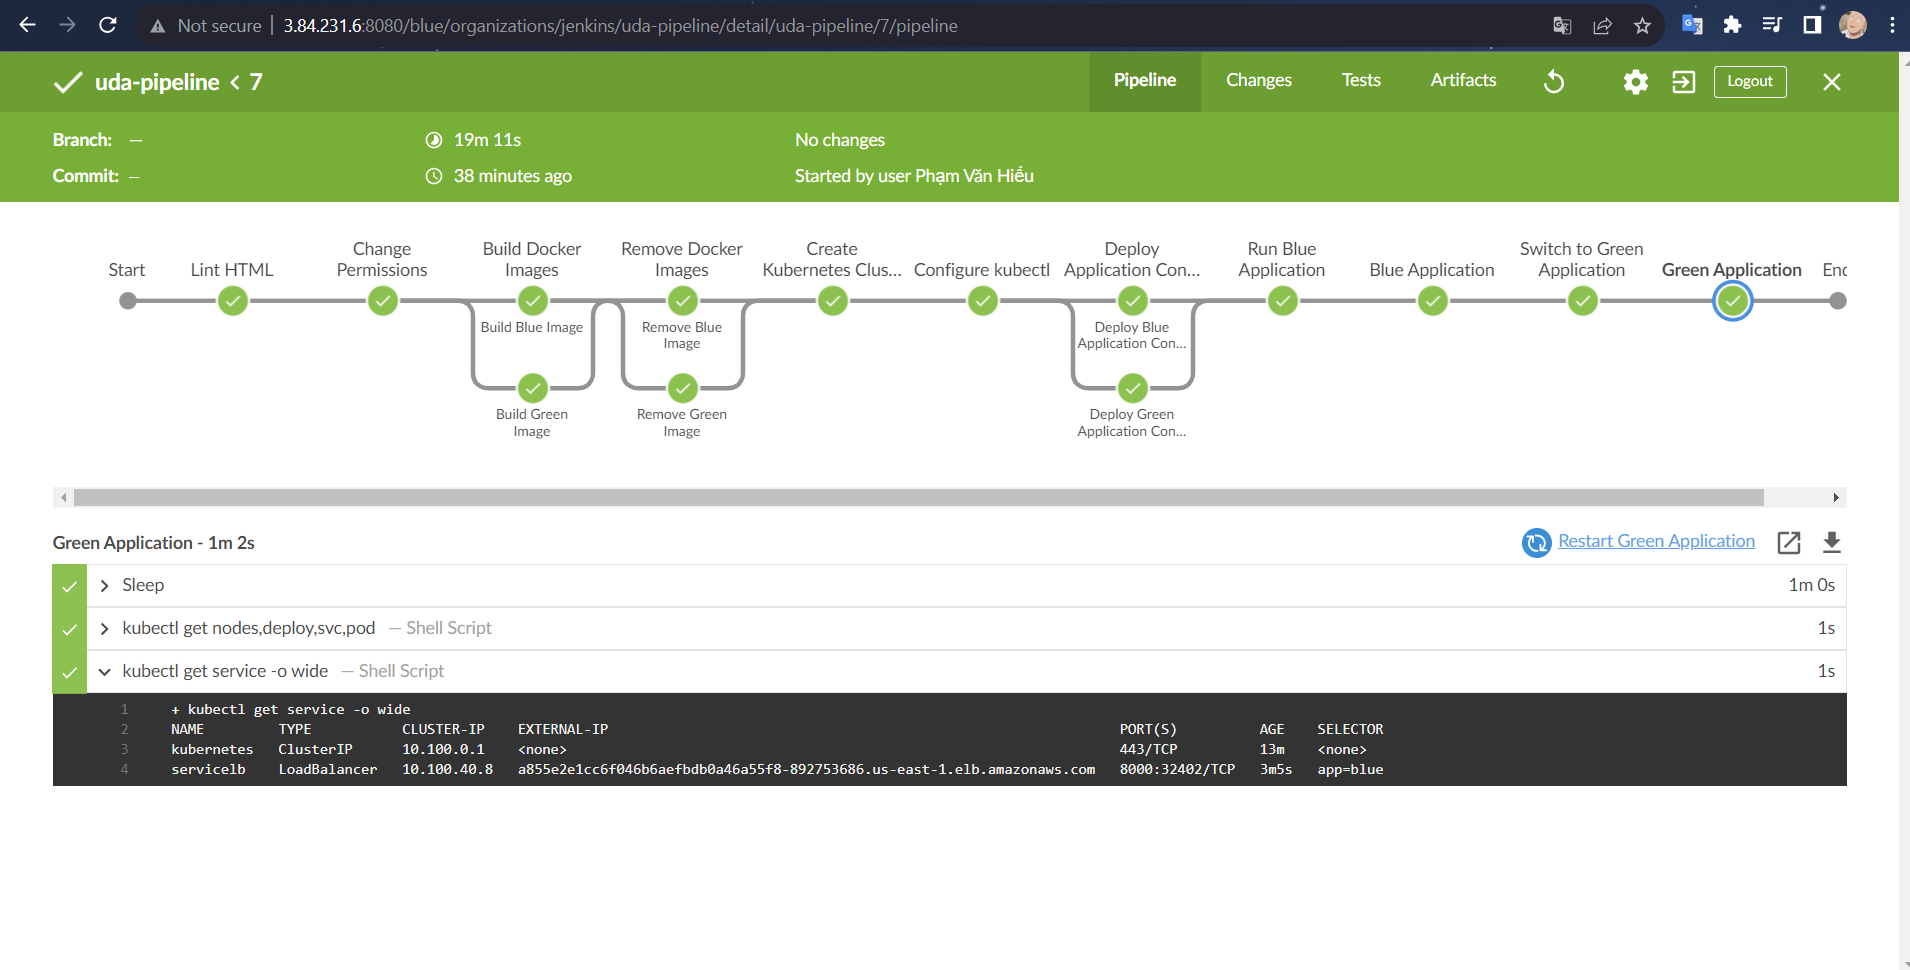 Not secure | 3.84.231.6:8080/blue/organizations/jenkins/uda-pipeline/detail/uda-pipeline/7/pipeline
uda-pipeline < 7
Pipeline Changes Tests Artifacts Logout
Branch: — 19m 11s No changes
Commit: — 38 minutes ago Started by user Phạm Văn Hiếu
Start
Lint HTML
Change
Permissions
Build Docker
Images
Remove Docker
Images
Create
Kubernetes Clus...
Configure kubectl
Deploy
Application Con...
Run Blue
Application
Blue Application
Switch to Green
Application
Green Application
Enc
Build Blue Image
Remove Blue
Image
Deploy Blue
Application Con...
Build Green
Image
Remove Green
Image
Deploy Green
Application Con...
Green Application - 1m 2s Restart Green Application
Sleep 1m 0s
kubectl get nodes,deploy,svc,pod — Shell Script 1s
kubectl get service -o wide — Shell Script 1s
1 + kubectl get service -o wide
2 NAME TYPE CLUSTER-IP EXTERNAL-IP PORT(S) AGE SELECTOR
3 kubernetes ClusterIP 10.100.0.1 <none> 443/TCP 13m <none>
4 servicelb LoadBalancer 10.100.40.8 a855e2e1cc6f046b6aefbdb0a46a55f8-892753686.us-east-1.elb.amazonaws.com 8000:32402/TCP 3m5s app=blue